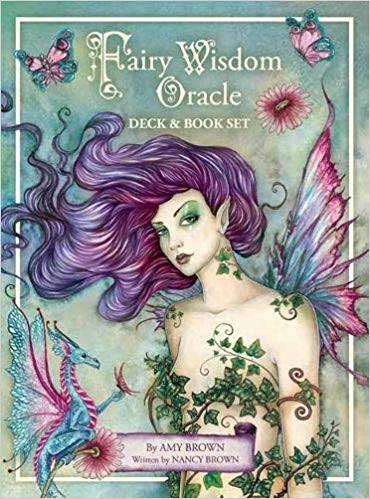 Fairy Wisdom
Oracle
DECK & BOOK SET
By AMY BROWN
Written by NANCY BROWN